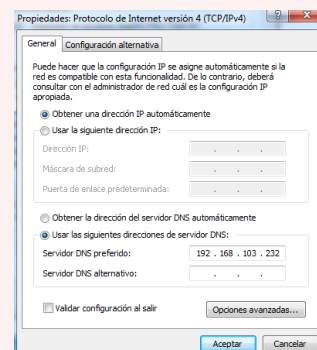 Propiedades: Protocolo de Internet versión 4 (TCP/IPv4)
General
Configuración alternativa
Puede hacer que la configuración IP se asigne automáticamente si la
red es compatible con esta funcionalidad. De lo contrario, deberá
consultar con el administrador de red cuál es la configuración IP
apropiada.
Obtener una dirección IP automáticamente
Usar la siguiente dirección IP:
Dirección IP:
Máscara de subred:
Puerta de enlace predeterminada:
Obtener la dirección del servidor DNS automáticamente
Usar las siguientes direcciones de servidor DNS:
Servidor DNS preferido: 192 . 168 . 103 . 232
Servidor DNS alternativo:
Validar configuración al salir
Opciones avanzadas...
Aceptar
Cancelar